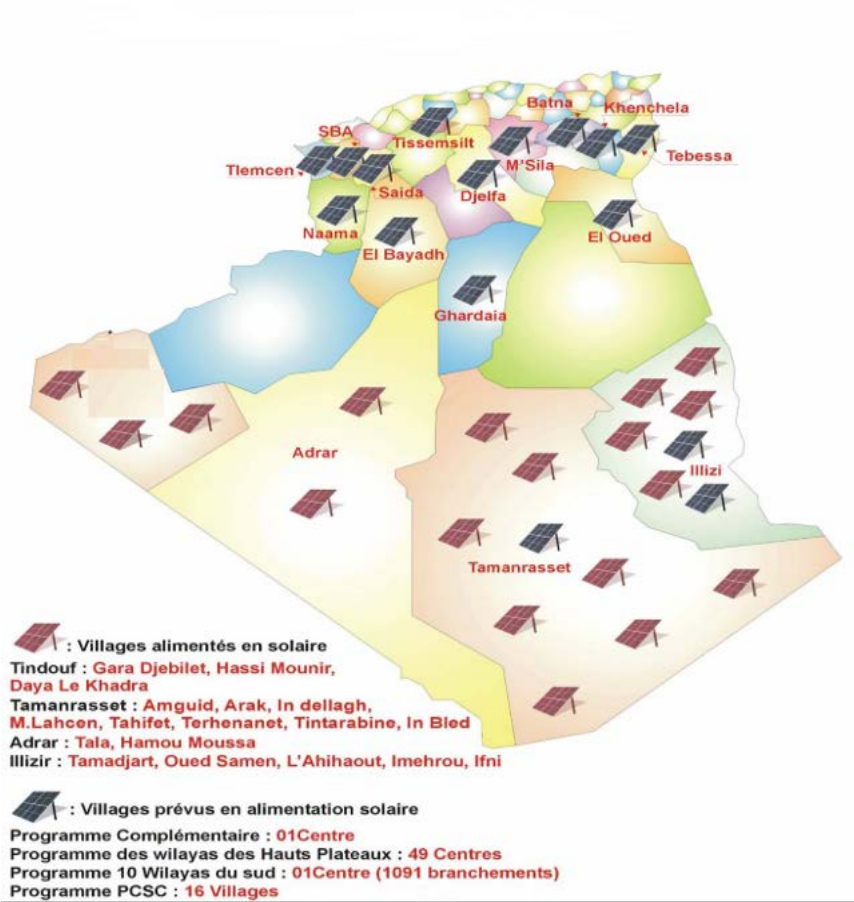 Batna
Khenchela
SBA
Tissemsilt
M'Sila
Tebessa
Tlemcen
Saida
Djelfa
Naama
El Oued
El Bayadh
Ghardaia
Adrar
Illizi
Tamanrasset
: Villages alimentés en solaire
Tindouf : Gara Djebilet, Hassi Mounir,
Daya Le Khadra
Tamanrasset : Amguid, Arak, In dellagh,
M.Lahcen, Tahifet, Terhenanet, Tintarabine, In Bled
Adrar : Tala, Hamou Moussa
Illizir : Tamadjart, Oued Samen, L'Ahihaout, Imehrou, Ifni
: Villages prévus en alimentation solaire
Programme Complémentaire : 01Centre
Programme des wilayas des Hauts Plateaux : 49 Centres
Programme 10 Wilayas du sud : 01Centre (1091 branchements)
Programme PCSC : 16 Villages